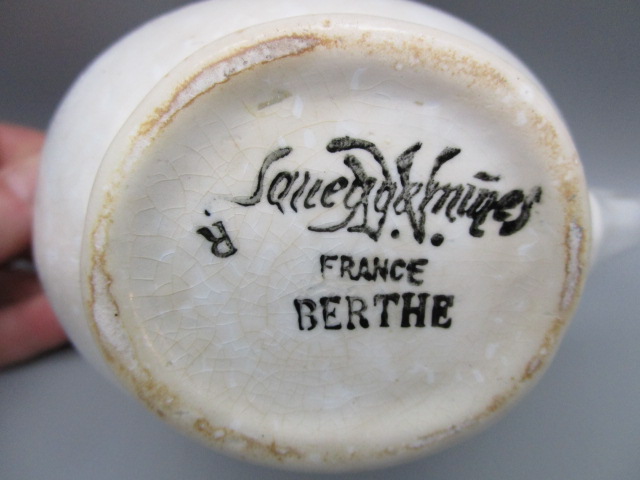 Sarreguemines
D.V.
R.
FRANCE
BERTHE